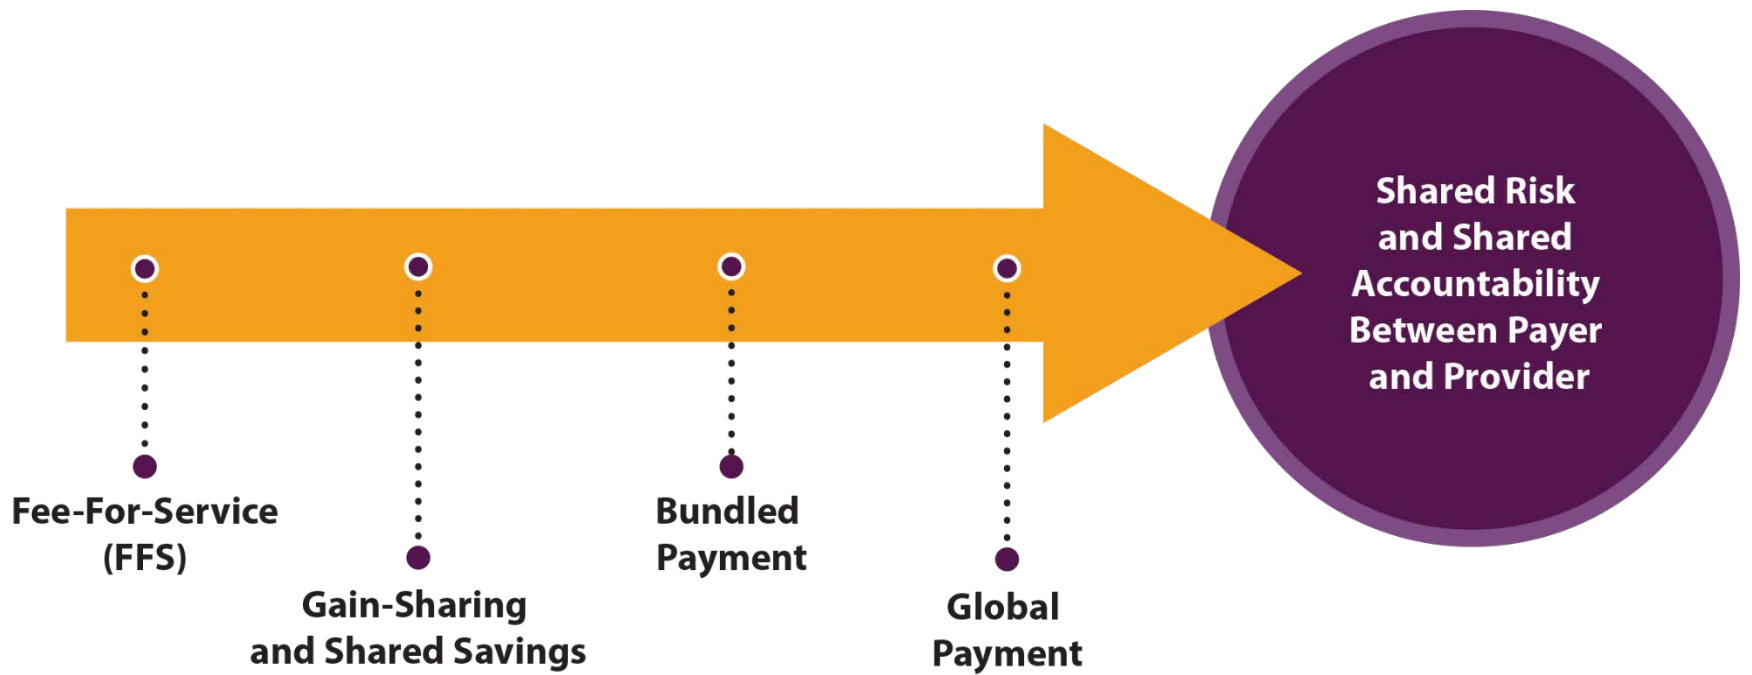 Fee-For-Service
(FFS)
Gain-Sharing
and Shared Savings
Bundled
Payment
Global
Payment
Shared Risk
and Shared
Accountability
Between Payer
and Provider